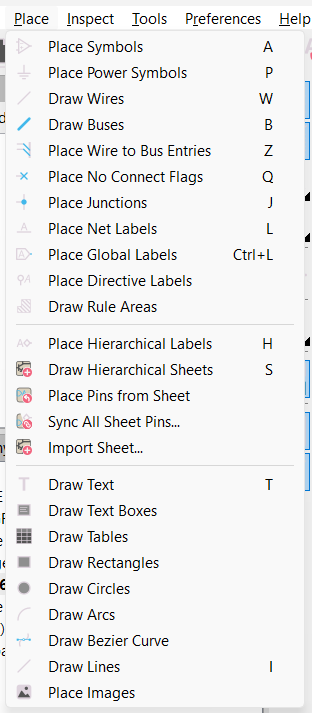 Place Inspect Tools Preferences Help
Place Symbols A
Place Power Symbols P
Draw Wires W
Draw Buses B
Place Wire to Bus Entries Z
Place No Connect Flags Q
Place Junctions J
Place Net Labels L
Place Global Labels Ctrl+L
Place Directive Labels
Draw Rule Areas
Place Hierarchical Labels H
Draw Hierarchical Sheets S
Place Pins from Sheet
Sync All Sheet Pins...
Import Sheet...
Draw Text T
Draw Text Boxes
Draw Tables
Draw Rectangles
Draw Circles
Draw Arcs
Draw Bezier Curve
Draw Lines I
Place Images